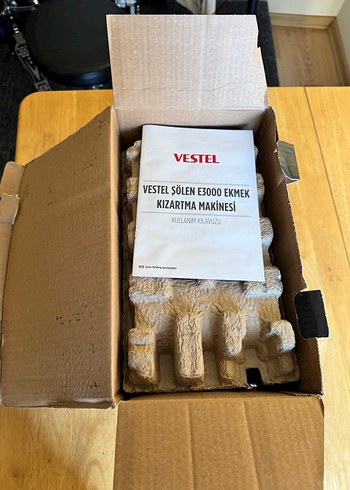 VESTEL
VESTEL ŞÖLEN E3000 EKMEK
KIZARTMA MAKİNESİ
KULLANIM KILAVUZU